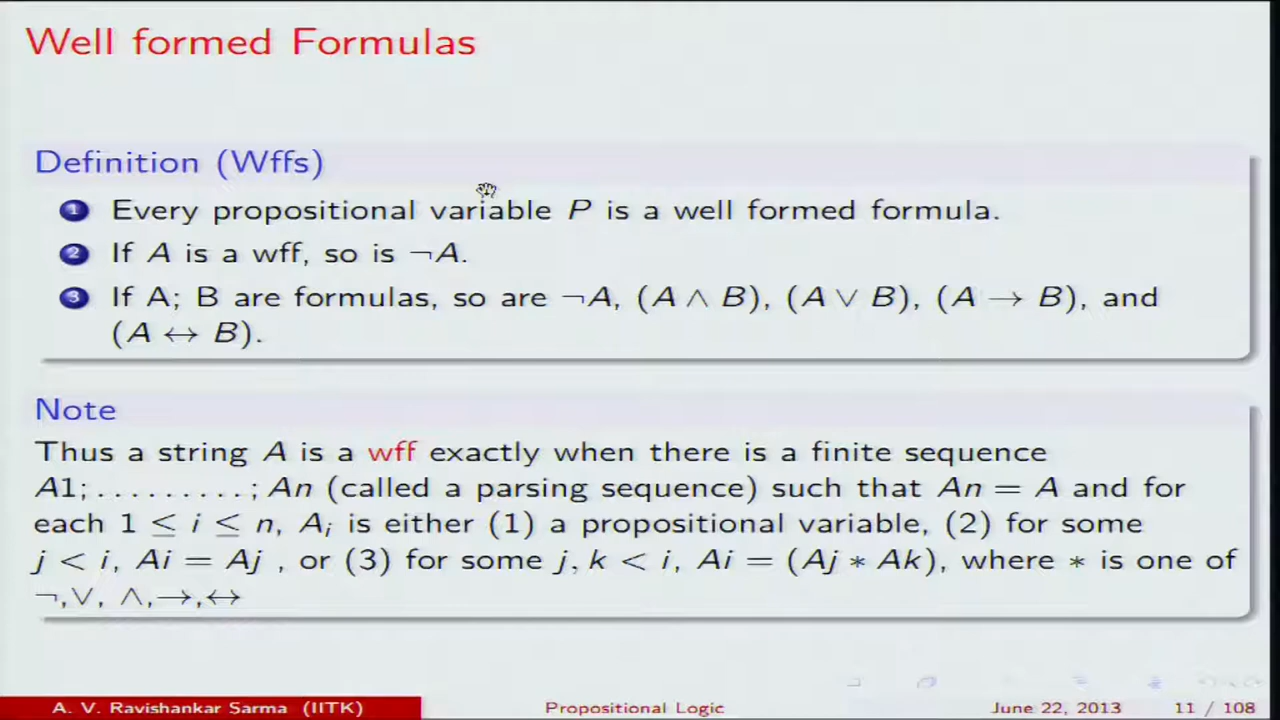 Well formed Formulas
Definition (Wffs)
1 Every propositional variable P is a well formed formula.
2 If A is a wff, so is ¬A.
3 If A; B are formulas, so are ¬A, (A ∧ B), (A ∨ B), (A → B), and
(A ↔ B).
Note
Thus a string A is a wff exactly when there is a finite sequence
A1; . . . . . . . . . ; An (called a parsing sequence) such that An = A and for
each 1 ≤ i ≤ n, Ai is either (1) a propositional variable, (2) for some
j < i, Ai = Aj , or (3) for some j, k < i, Ai = (Aj ∗ Ak), where ∗ is one of
¬,∨, ∧,→,↔
A. V. Ravishankar Sarma (IITK) Propositional Logic June 22, 2013 11 / 108